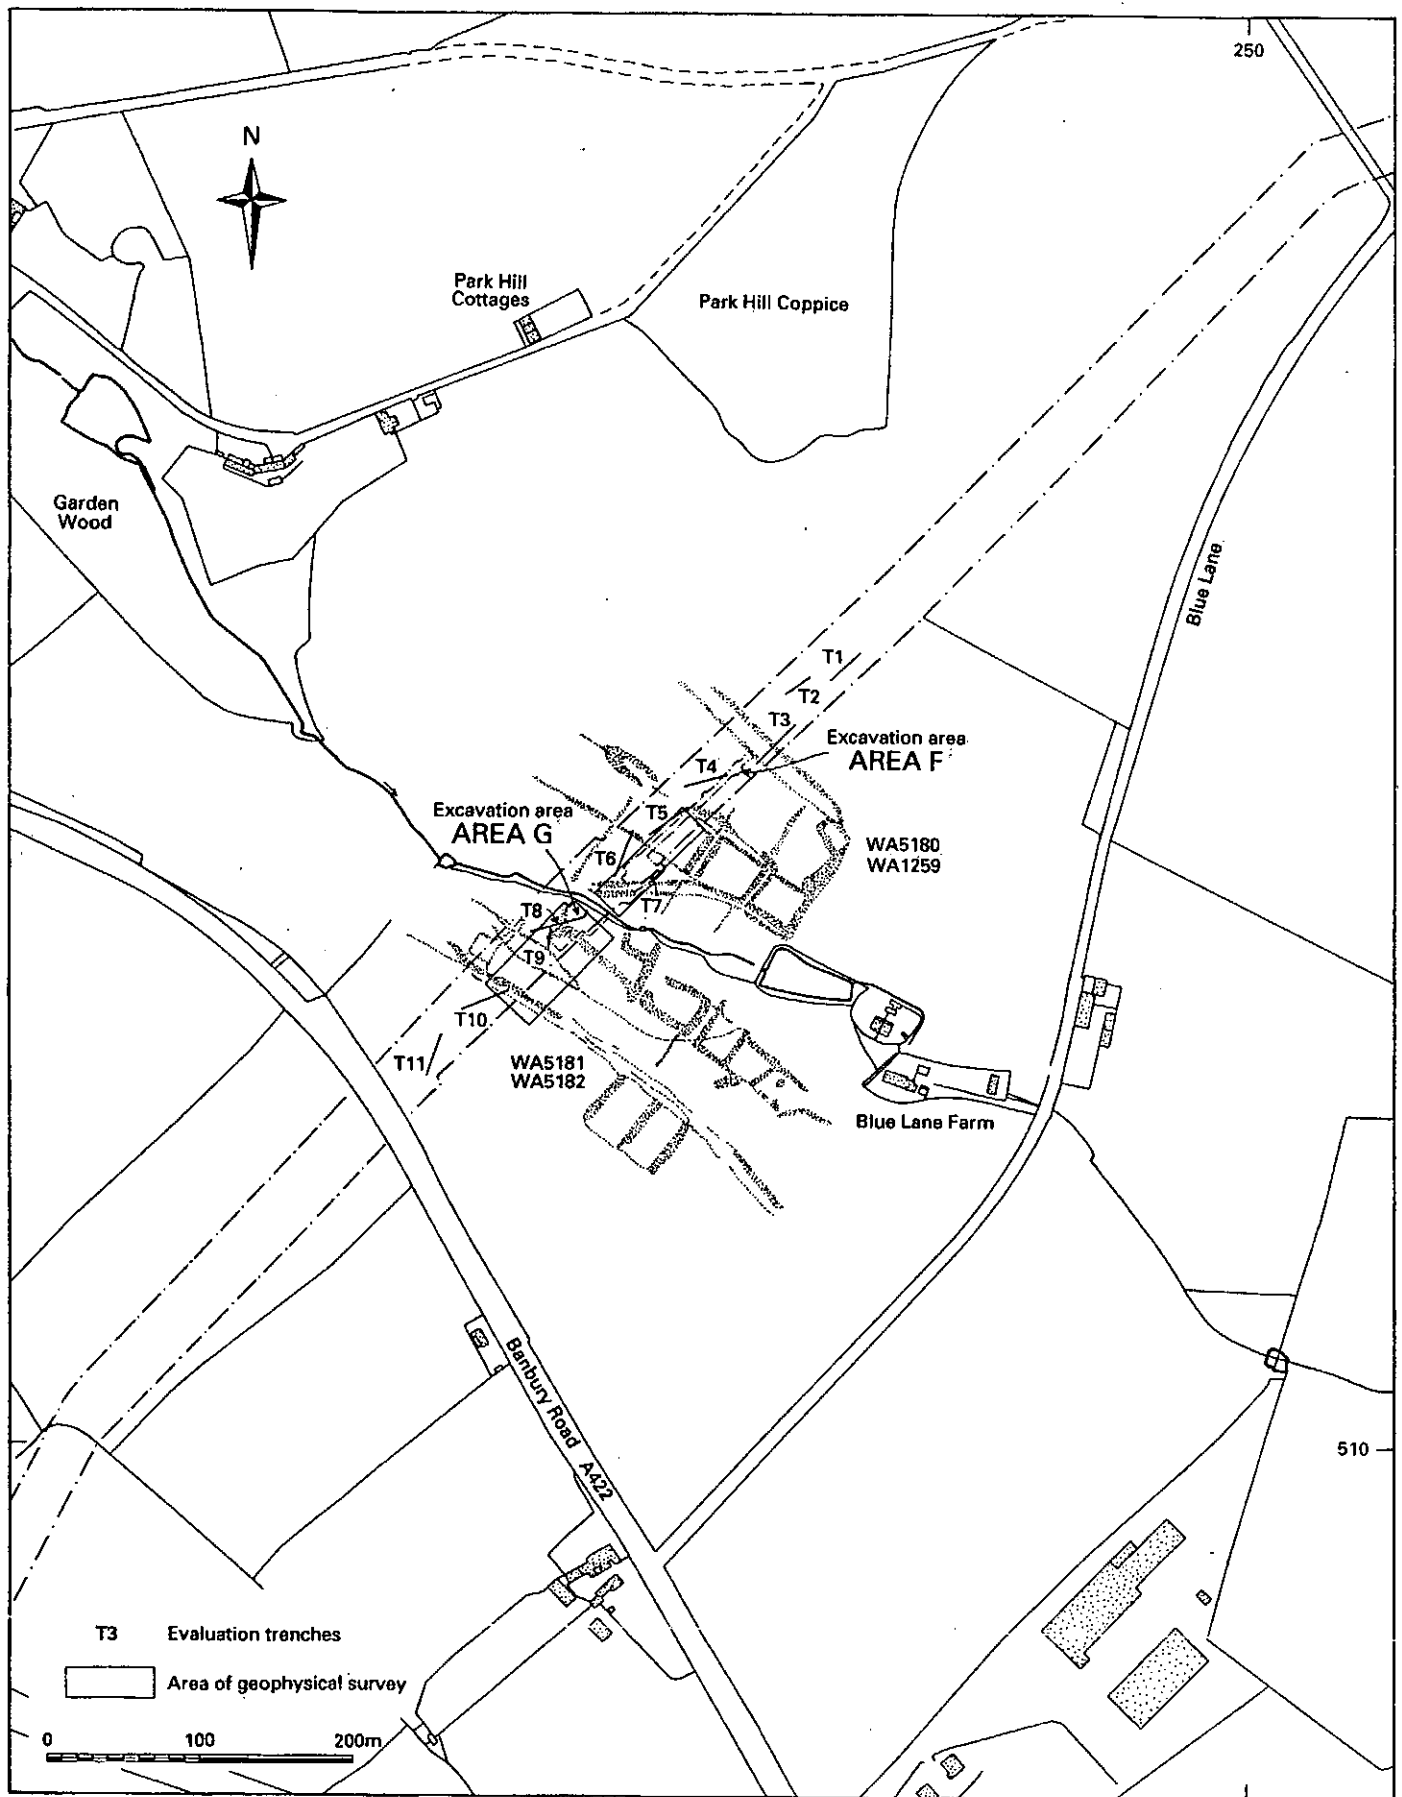 250
N
Park Hill
Cottages
Park Hill Coppice
Garden
Wood
Blue Lane
T1
T2
T3
Excavation area
AREA F
T4
Excavation area
AREA G
T5
T6
WA5180
WA1259
T7
T8
T9
T10
T11
WA5181
WA5182
Blue Lane Farm
Banbury Road A422
510
T3 Evaluation trenches
Area of geophysical survey
0 100 200m